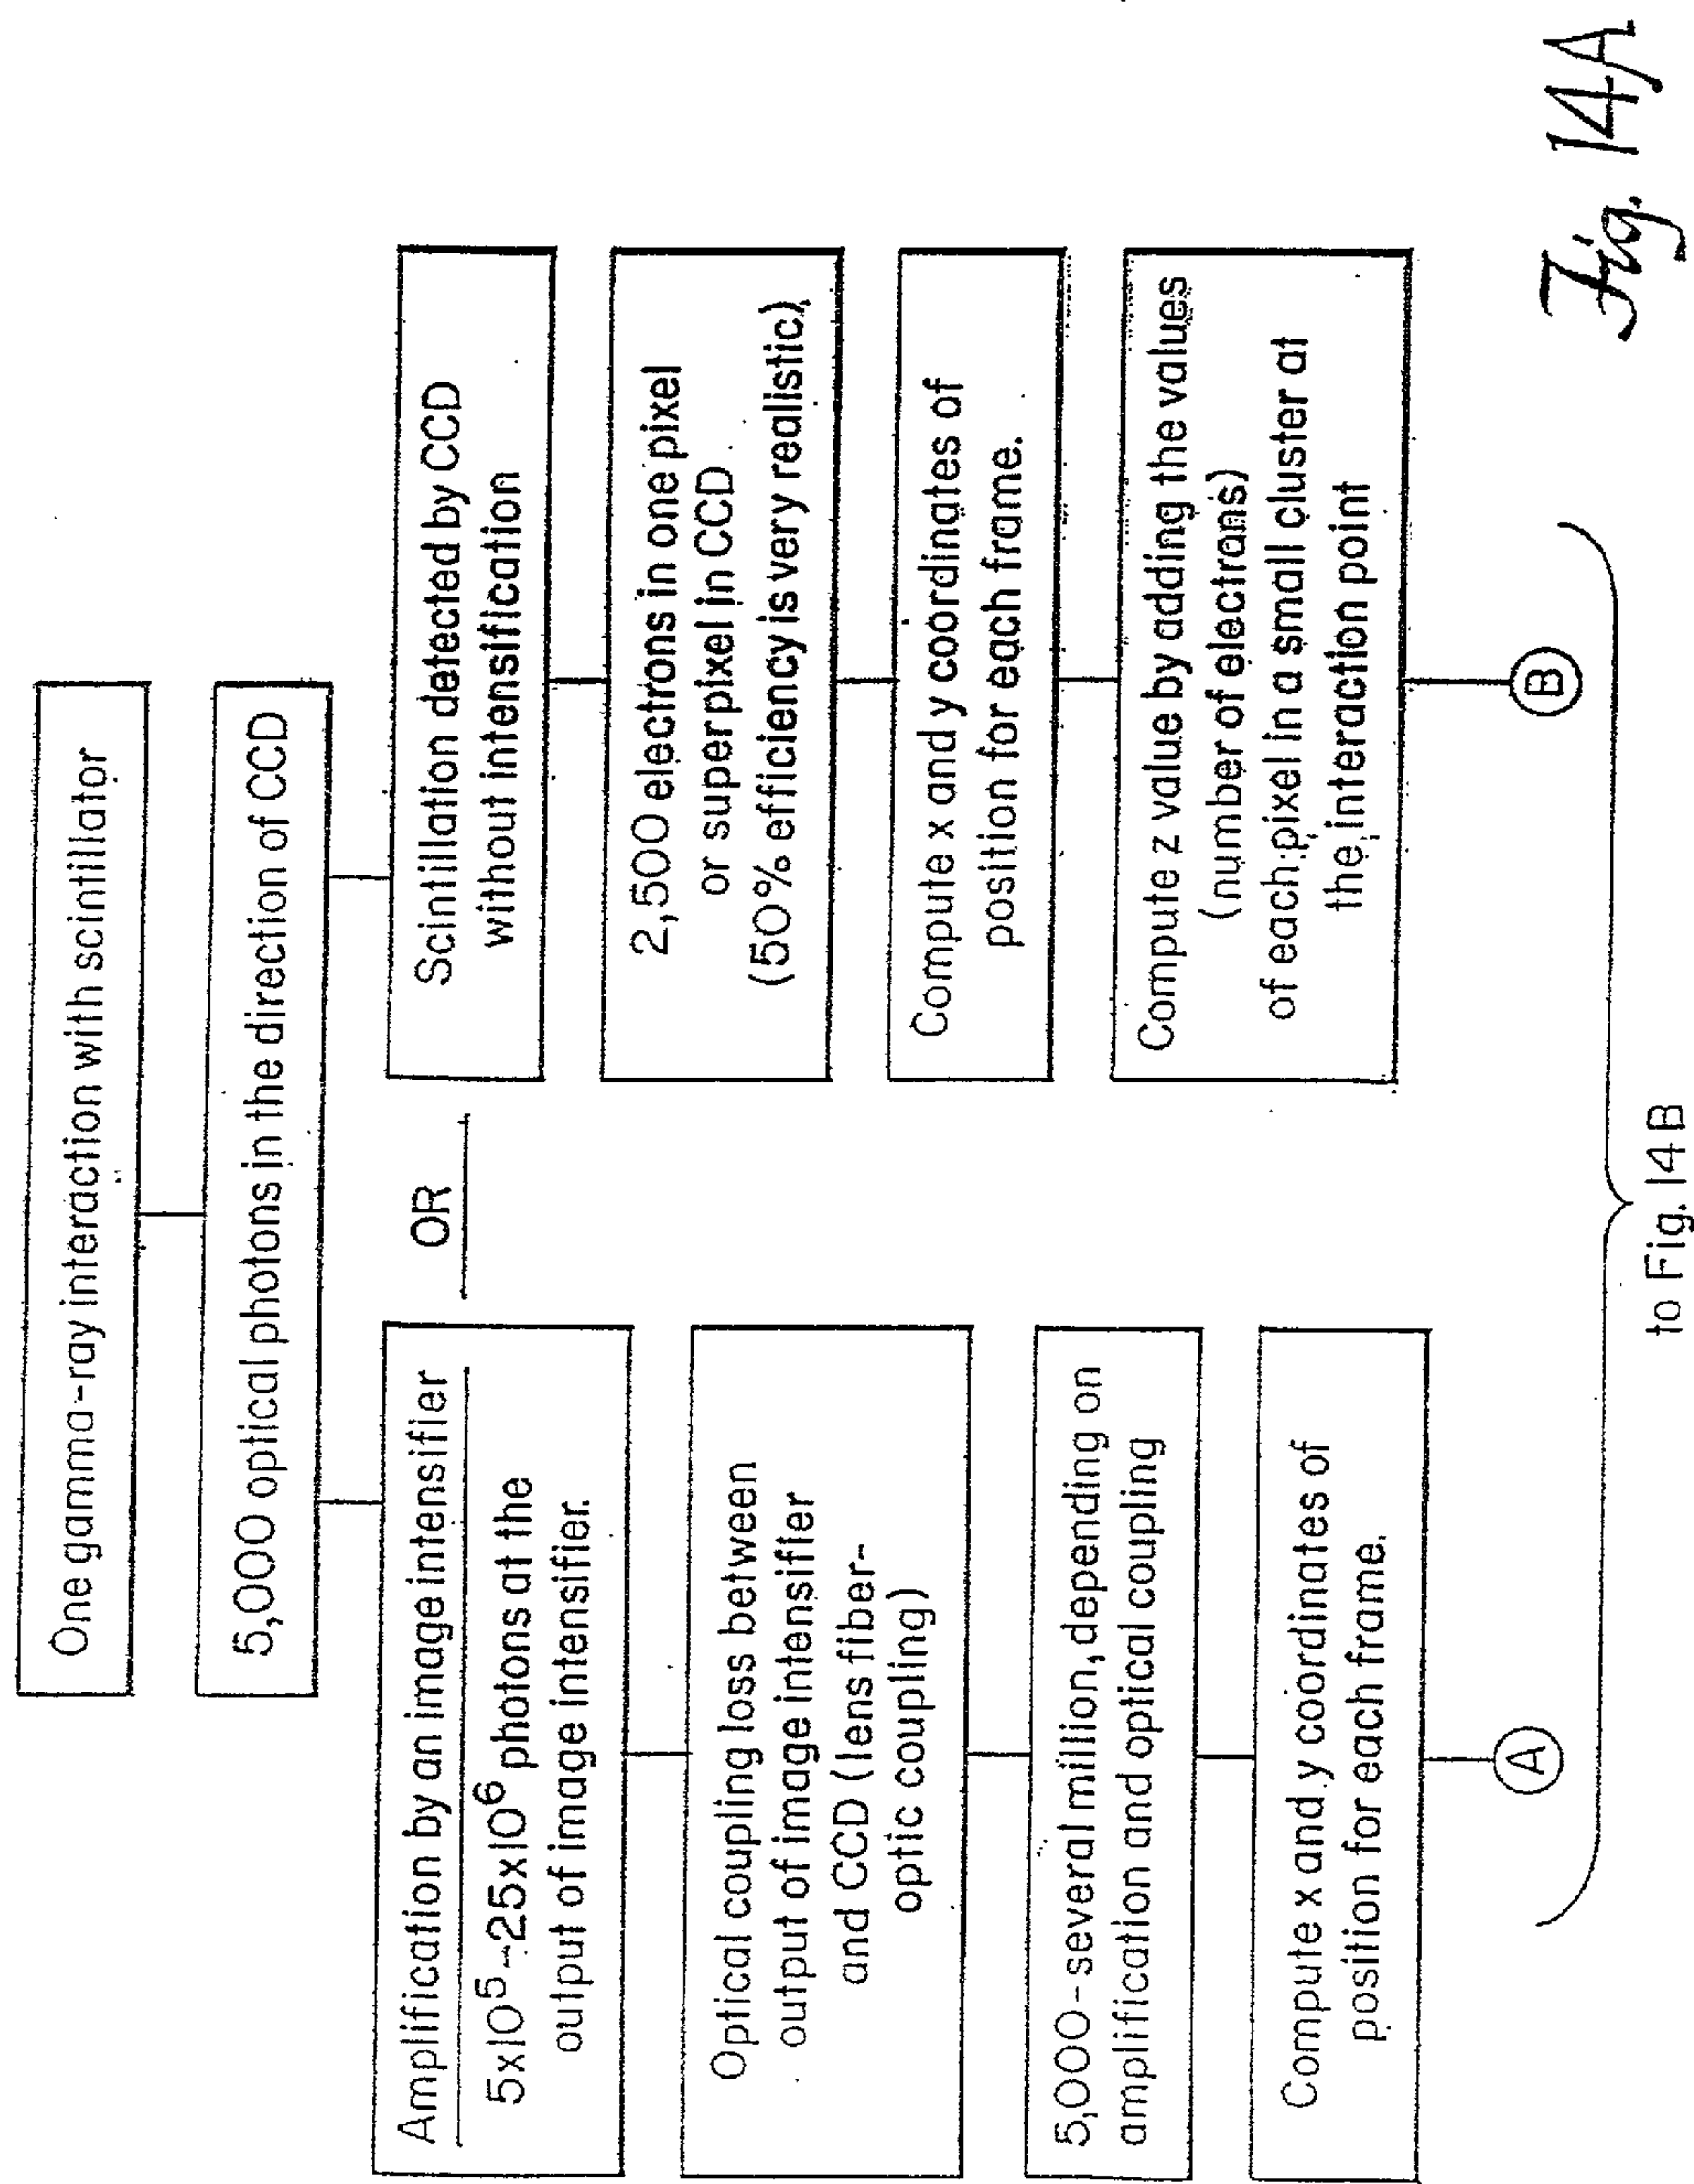 One gamma-ray interaction with scintillator
5,000 optical photons in the direction of CCD
Amplification by an image intensifier
5x10⁵-25x10⁶ photons at the
output of image intensifier.
Optical coupling loss between
output of image intensifier
and CCD (lens fiber-
optic coupling)
5,000-several million, depending on
amplification and optical coupling
Compute x and y coordinates of
position for each frame.
A
OR
Scintillation detected by CCD
without intensification
2,500 electrons in one pixel
or superpixel in CCD
(50% efficiency is very realistic)
Compute x and y coordinates of
position for each frame.
Compute z value by adding the values
(number of electrans)
of each pixel in a small cluster at
the interaction point
B
to Fig. 14B
Fig. 14A